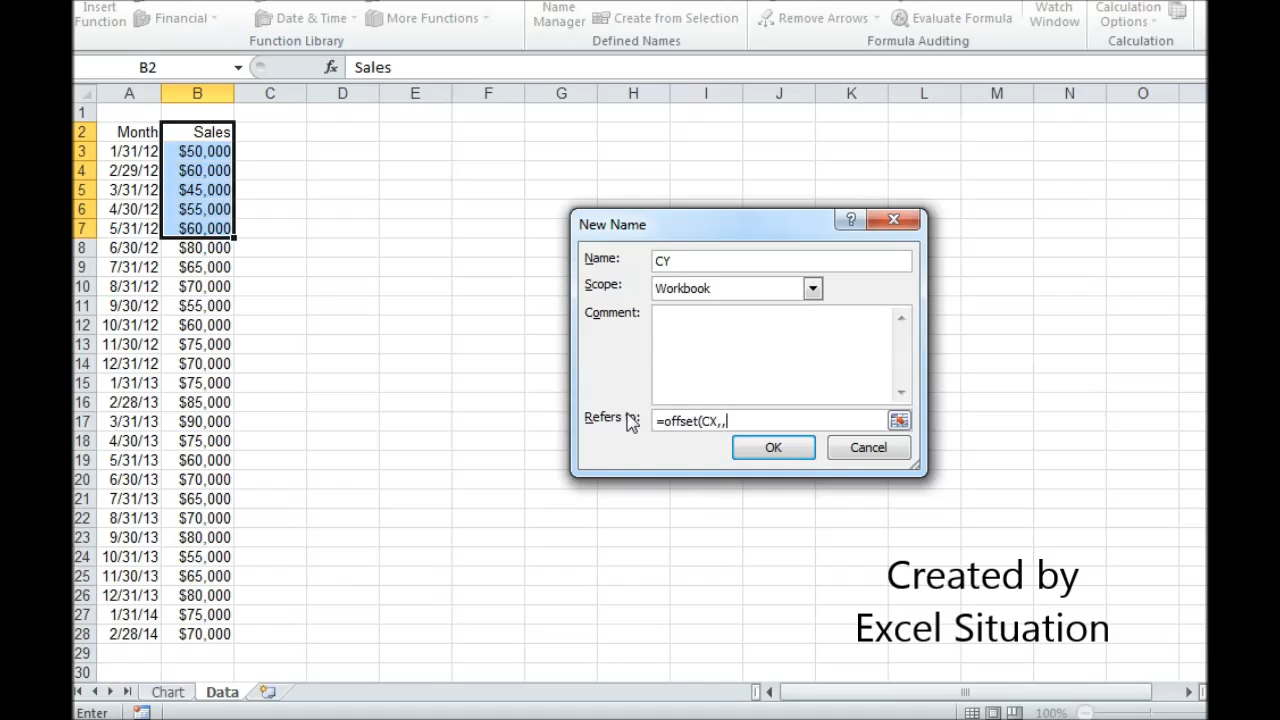 Insert Function
Financial
Date & Time
More Functions
Function Library
Name Manager
Create from Selection
Defined Names
Remove Arrows
Evaluate Formula
Formula Auditing
Watch Window
Calculation Options
Calculation
B2
fx
Sales
A B C D E F G H I J K L M N O
1
2 Month Sales
3 1/31/12 $50,000
4 2/29/12 $60,000
5 3/31/12 $45,000
6 4/30/12 $55,000
7 5/31/12 $60,000
8 6/30/12 $80,000
9 7/31/12 $65,000
10 8/31/12 $70,000
11 9/30/12 $55,000
12 10/31/12 $60,000
13 11/30/12 $75,000
14 12/31/12 $70,000
15 1/31/13 $75,000
16 2/28/13 $85,000
17 3/31/13 $90,000
18 4/30/13 $75,000
19 5/31/13 $60,000
20 6/30/13 $70,000
21 7/31/13 $65,000
22 8/31/13 $70,000
23 9/30/13 $80,000
24 10/31/13 $55,000
25 11/30/13 $65,000
26 12/31/13 $80,000
27 1/31/14 $75,000
28 2/28/14 $70,000
29
30
New Name
?
Name: CY
Scope: Workbook
Comment:
Refers to: =offset(CX,,
OK Cancel
Created by
Excel Situation
Chart Data
Enter
100%